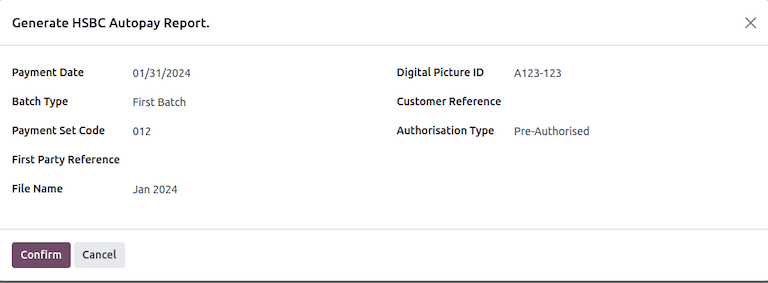 Generate HSBC Autopay Report.
Payment Date 01/31/2024 Digital Picture ID A123-123
Batch Type First Batch Customer Reference
Payment Set Code 012 Authorisation Type Pre-Authorised
First Party Reference
File Name Jan 2024
Confirm Cancel